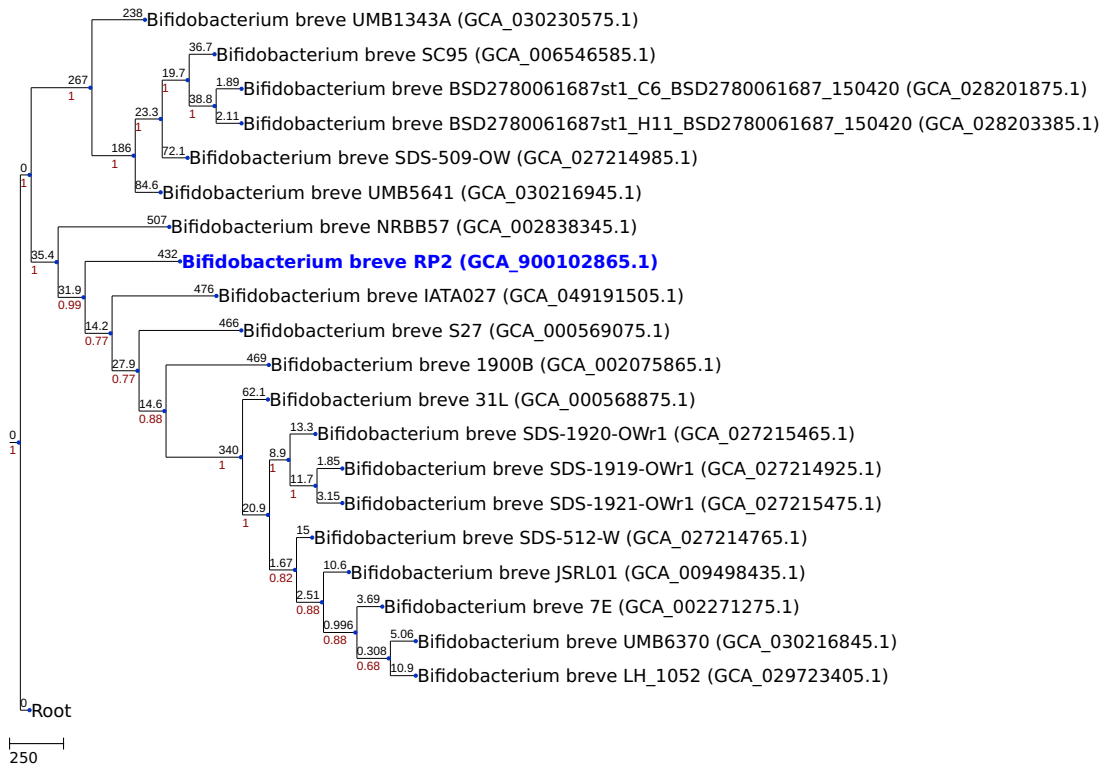 238 Bifidobacterium breve UMB1343A (GCA_030230575.1)
36.7 Bifidobacterium breve SC95 (GCA_006546585.1)
19.7
1
267
1
1.89 Bifidobacterium breve BSD2780061687st1_C6_BSD2780061687_150420 (GCA_028201875.1)
38.8
1
23.3
1
2.11 Bifidobacterium breve BSD2780061687st1_H11_BSD2780061687_150420 (GCA_028203385.1)
186
1
72.1 Bifidobacterium breve SDS-509-OW (GCA_027214985.1)
0
1
84.6 Bifidobacterium breve UMB5641 (GCA_030216945.1)
507 Bifidobacterium breve NRBB57 (GCA_002838345.1)
35.4
1
432 Bifidobacterium breve RP2 (GCA_900102865.1)
31.9
0.99
476 Bifidobacterium breve IATA027 (GCA_049191505.1)
14.2
0.77
466 Bifidobacterium breve S27 (GCA_000569075.1)
27.9
0.77
469 Bifidobacterium breve 1900B (GCA_002075865.1)
14.6
0.88
62.1 Bifidobacterium breve 31L (GCA_000568875.1)
0
1
13.3 Bifidobacterium breve SDS-1920-OWr1 (GCA_027215465.1)
340
1
8.9
1
1.85 Bifidobacterium breve SDS-1919-OWr1 (GCA_027214925.1)
11.7
1
3.15 Bifidobacterium breve SDS-1921-OWr1 (GCA_027215475.1)
20.9
1
15 Bifidobacterium breve SDS-512-W (GCA_027214765.1)
1.67
0.82
10.6 Bifidobacterium breve JSRL01 (GCA_009498435.1)
2.51
0.88
3.69 Bifidobacterium breve 7E (GCA_002271275.1)
0.996
0.88
5.06 Bifidobacterium breve UMB6370 (GCA_030216845.1)
0.308
0.68
10.9 Bifidobacterium breve LH_1052 (GCA_029723405.1)
0 Root
250